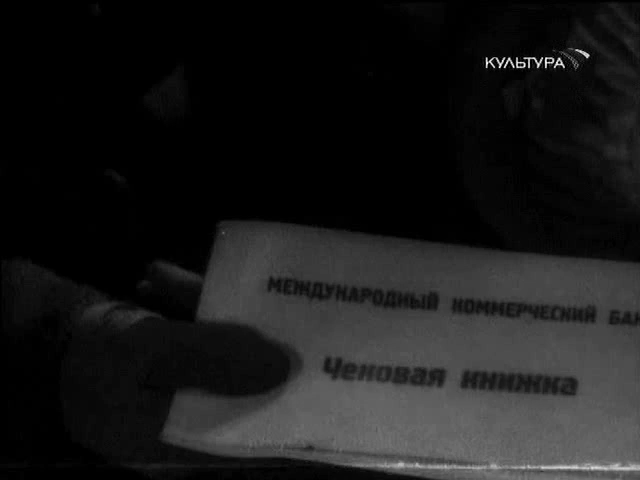 КУЛЬТУРА
МЕЖДУНАРОДНЫЙ КОММЕРЧЕСКИЙ БАН
Чековая книжка